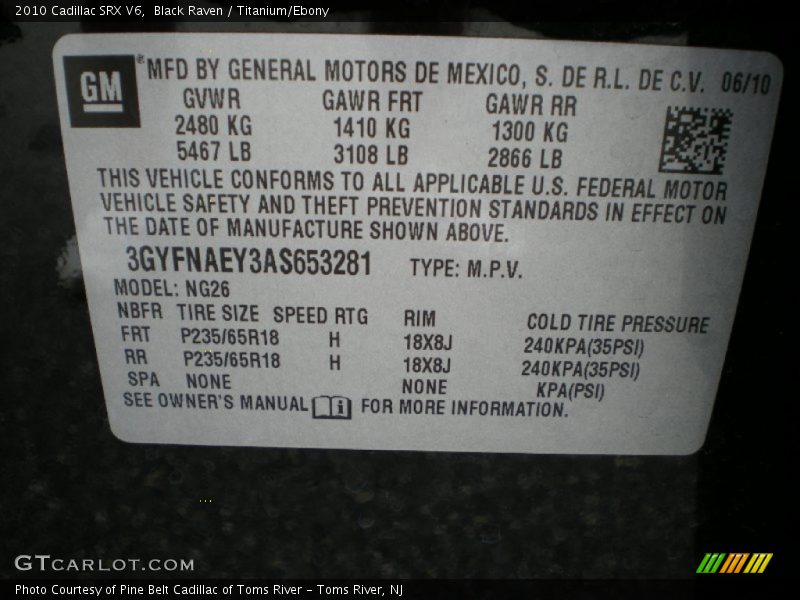 2010 Cadillac SRX V6, Black Raven / Titanium/Ebony
GM ® MFD BY GENERAL MOTORS DE MEXICO, S. DE R.L. DE C.V. 06/10
GVWR GAWR FRT GAWR RR
2480 KG 1410 KG 1300 KG
5467 LB 3108 LB 2866 LB
THIS VEHICLE CONFORMS TO ALL APPLICABLE U.S. FEDERAL MOTOR
VEHICLE SAFETY AND THEFT PREVENTION STANDARDS IN EFFECT ON
THE DATE OF MANUFACTURE SHOWN ABOVE.
3GYFNAEY3AS653281 TYPE: M.P.V.
MODEL: NG26
NBFR TIRE SIZE SPEED RTG RIM COLD TIRE PRESSURE
FRT P235/65R18 H 18X8J 240KPA(35PSI)
RR P235/65R18 H 18X8J 240KPA(35PSI)
SPA NONE NONE KPA(PSI)
SEE OWNER'S MANUAL i FOR MORE INFORMATION.
GTCARLOT.COM
Photo Courtesy of Pine Belt Cadillac of Toms River – Toms River, NJ